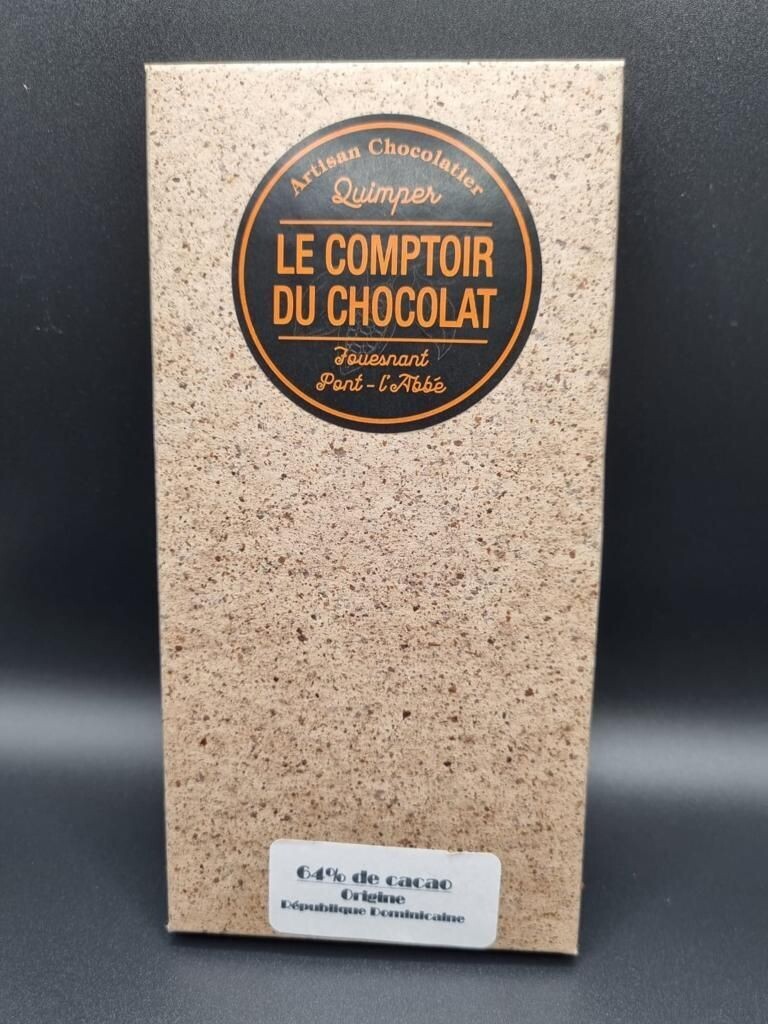 Artisan Chocolatier
Quimper
LE COMPTOIR
DU CHOCOLAT
Fouesnant
Pont-l'Abbé
64% de cacao
Origine
République Dominicaine